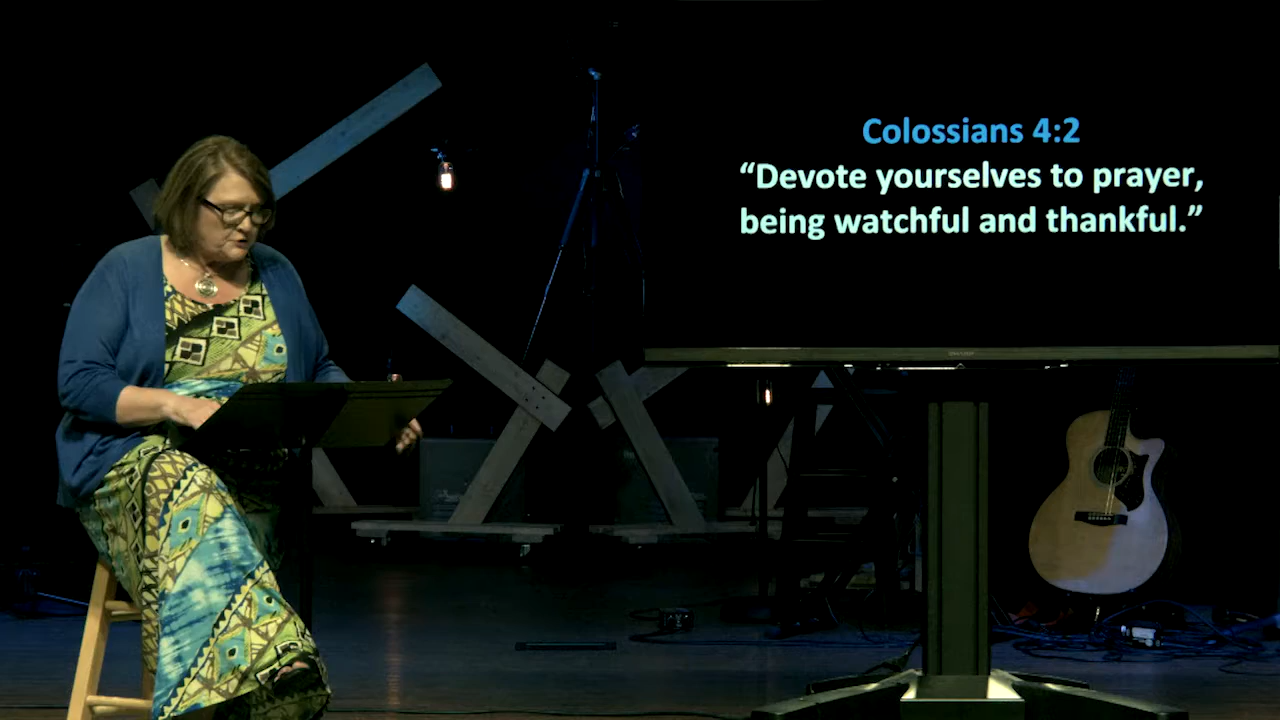 Colossians 4:2
“Devote yourselves to prayer,
being watchful and thankful.”